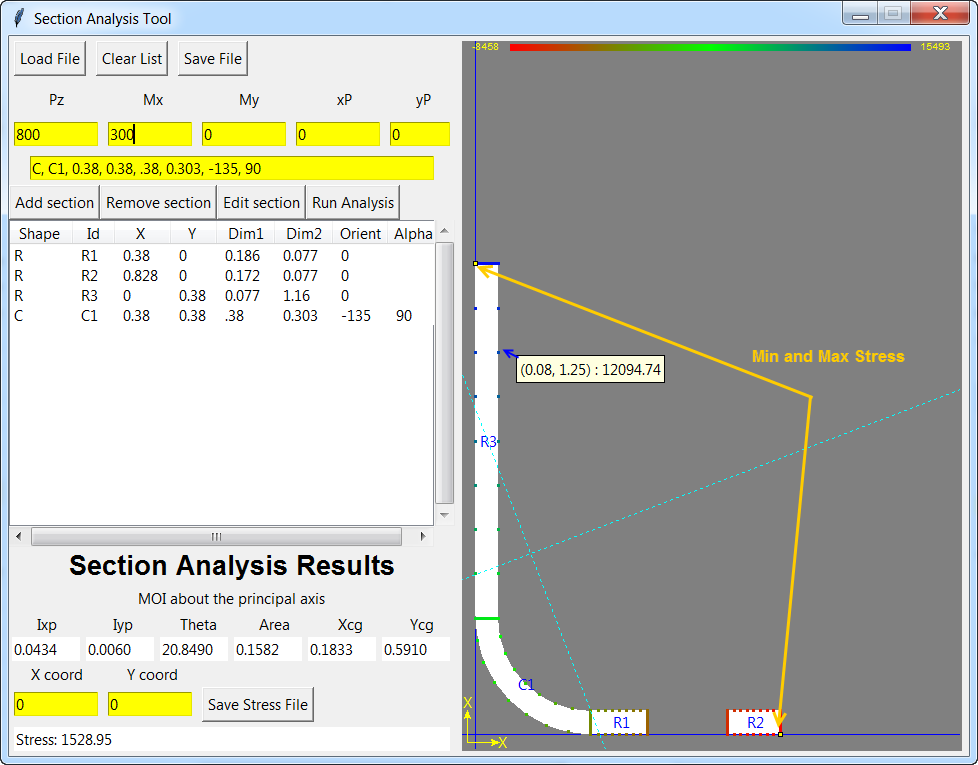 Section Analysis Tool
Load File Clear List Save File
Pz Mx My xP yP
800 300 0 0 0
C, C1, 0.38, 0.38, .38, 0.303, -135, 90
Add section Remove section Edit section Run Analysis
Shape Id X Y Dim1 Dim2 Orient Alpha
R R1 0.38 0 0.186 0.077 0
R R2 0.828 0 0.172 0.077 0
R R3 0 0.38 0.077 1.16 0
C C1 0.38 0.38 .38 0.303 -135 90
Section Analysis Results
MOI about the principal axis
Ixp Iyp Theta Area Xcg Ycg
0.0434 0.0060 20.8490 0.1582 0.1833 0.5910
X coord Y coord
0 0 Save Stress File
Stress: 1528.95
-8458 15493
Min and Max Stress
(0.08, 1.25) : 12094.74
R3
C1
R1 R2
X
X